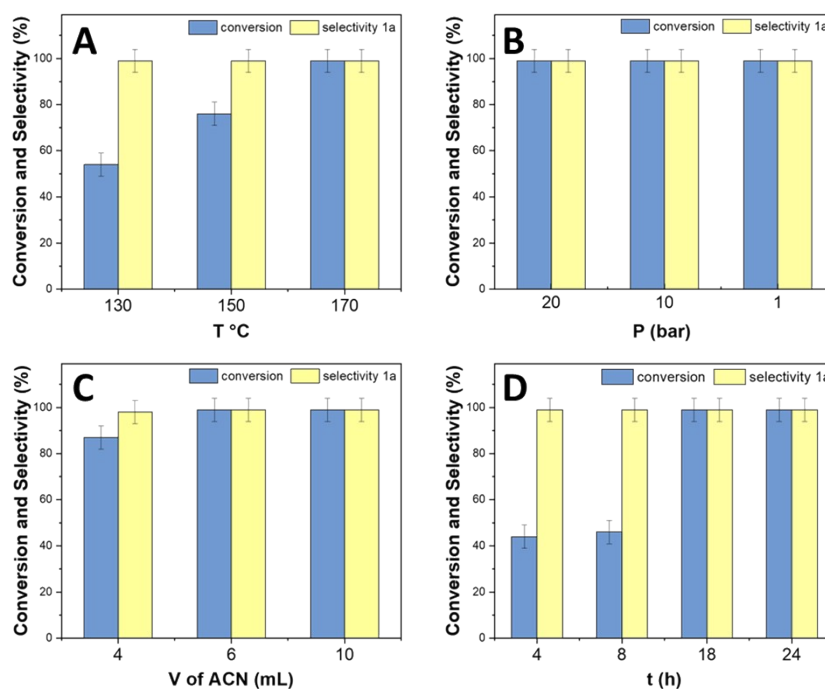 A
conversion
selectivity 1a
Conversion and Selectivity (%)
100
80
60
40
20
0
130
150
170
T °C
B
conversion
selectivity 1a
Conversion and Selectivity (%)
100
80
60
40
20
0
20
10
1
P (bar)
C
conversion
selectivity 1a
Conversion and Selectivity (%)
100
80
60
40
20
0
4
6
10
V of ACN (mL)
D
conversion
selectivity 1a
Conversion and Selectivity (%)
100
80
60
40
20
0
4
8
18
24
t (h)